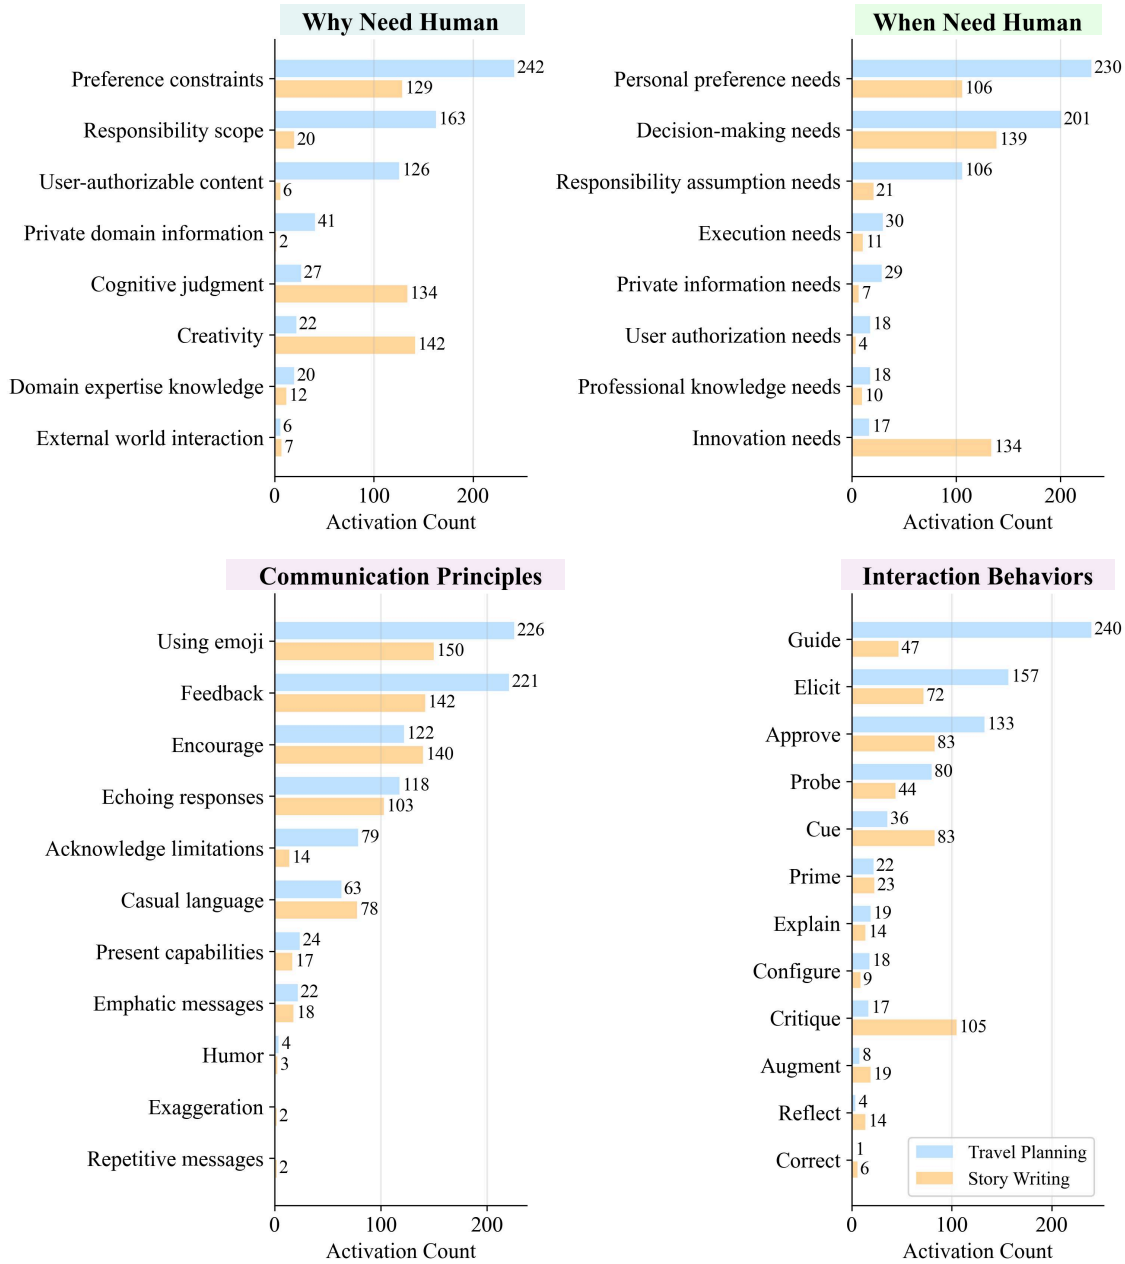 Why Need Human
Preference constraints
242
129
Responsibility scope
163
20
User-authorizable content
126
6
Private domain information
41
2
Cognitive judgment
27
134
Creativity
22
142
Domain expertise knowledge
20
12
External world interaction
6
7
0 100 200
Activation Count
When Need Human
Personal preference needs
230
106
Decision-making needs
201
139
Responsibility assumption needs
106
21
Execution needs
30
11
Private information needs
29
7
User authorization needs
18
4
Professional knowledge needs
18
10
Innovation needs
17
134
0 100 200
Activation Count
Communication Principles
Using emoji
226
150
Feedback
221
142
Encourage
122
140
Echoing responses
118
103
Acknowledge limitations
79
14
Casual language
63
78
Present capabilities
24
17
Emphatic messages
22
18
Humor
4
3
Exaggeration
2
Repetitive messages
2
0 100 200
Activation Count
Interaction Behaviors
Guide
240
47
Elicit
157
72
Approve
133
83
Probe
80
44
Cue
36
83
Prime
22
23
Explain
19
14
Configure
18
9
Critique
17
105
Augment
8
19
Reflect
4
14
Correct
1
6
Travel Planning
Story Writing
0 100 200
Activation Count